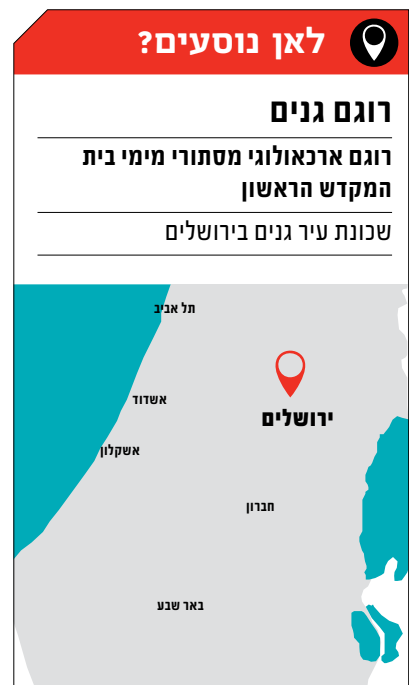 לאן נוסעים?
רוגם גנים
רוגם ארכאולוגי מסתורי מימי בית
המקדש הראשון
שכונת עיר גנים בירושלים
תל אביב
ירושלים
אשדוד
אשקלון
חברון
באר שבע